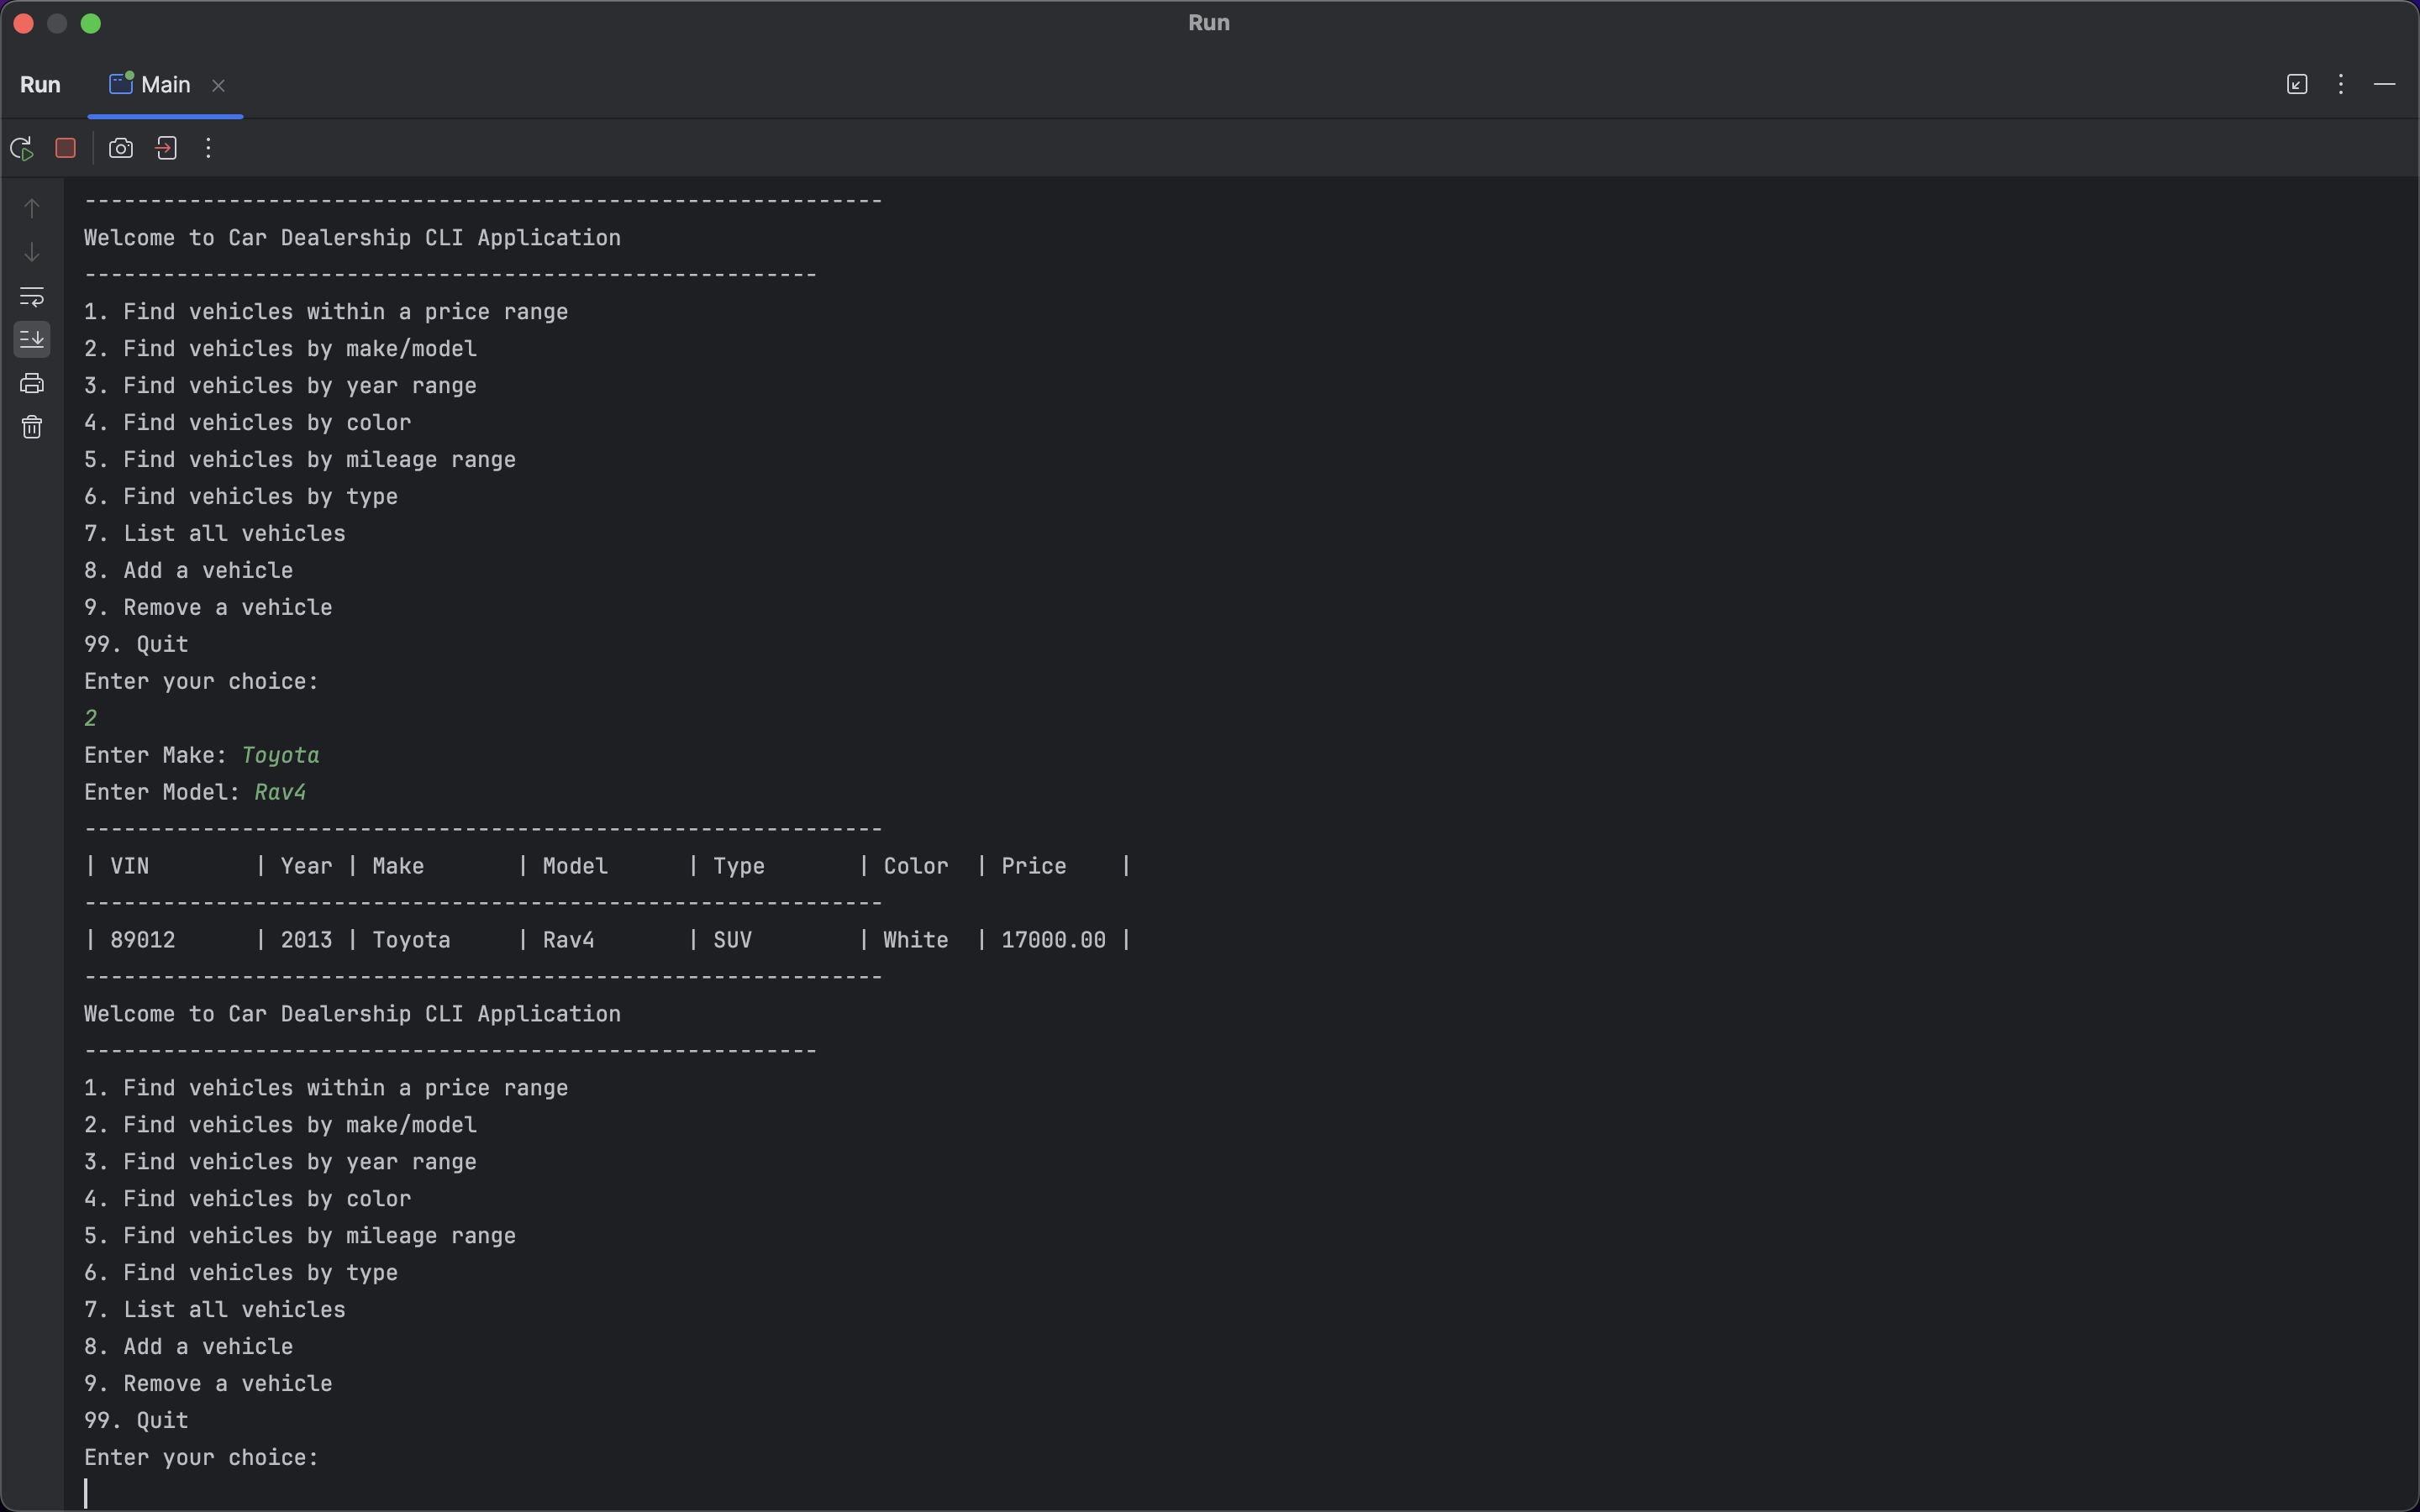 Run
Run Main
-------------------------------------------------------------
Welcome to Car Dealership CLI Application
--------------------------------------------------------
1. Find vehicles within a price range
2. Find vehicles by make/model
3. Find vehicles by year range
4. Find vehicles by color
5. Find vehicles by mileage range
6. Find vehicles by type
7. List all vehicles
8. Add a vehicle
9. Remove a vehicle
99. Quit
Enter your choice:
2
Enter Make: Toyota
Enter Model: Rav4
-------------------------------------------------------------
| VIN        | Year | Make       | Model      | Type       | Color  | Price    |
-------------------------------------------------------------
| 89012      | 2013 | Toyota     | Rav4       | SUV        | White  | 17000.00 |
-------------------------------------------------------------
Welcome to Car Dealership CLI Application
--------------------------------------------------------
1. Find vehicles within a price range
2. Find vehicles by make/model
3. Find vehicles by year range
4. Find vehicles by color
5. Find vehicles by mileage range
6. Find vehicles by type
7. List all vehicles
8. Add a vehicle
9. Remove a vehicle
99. Quit
Enter your choice: